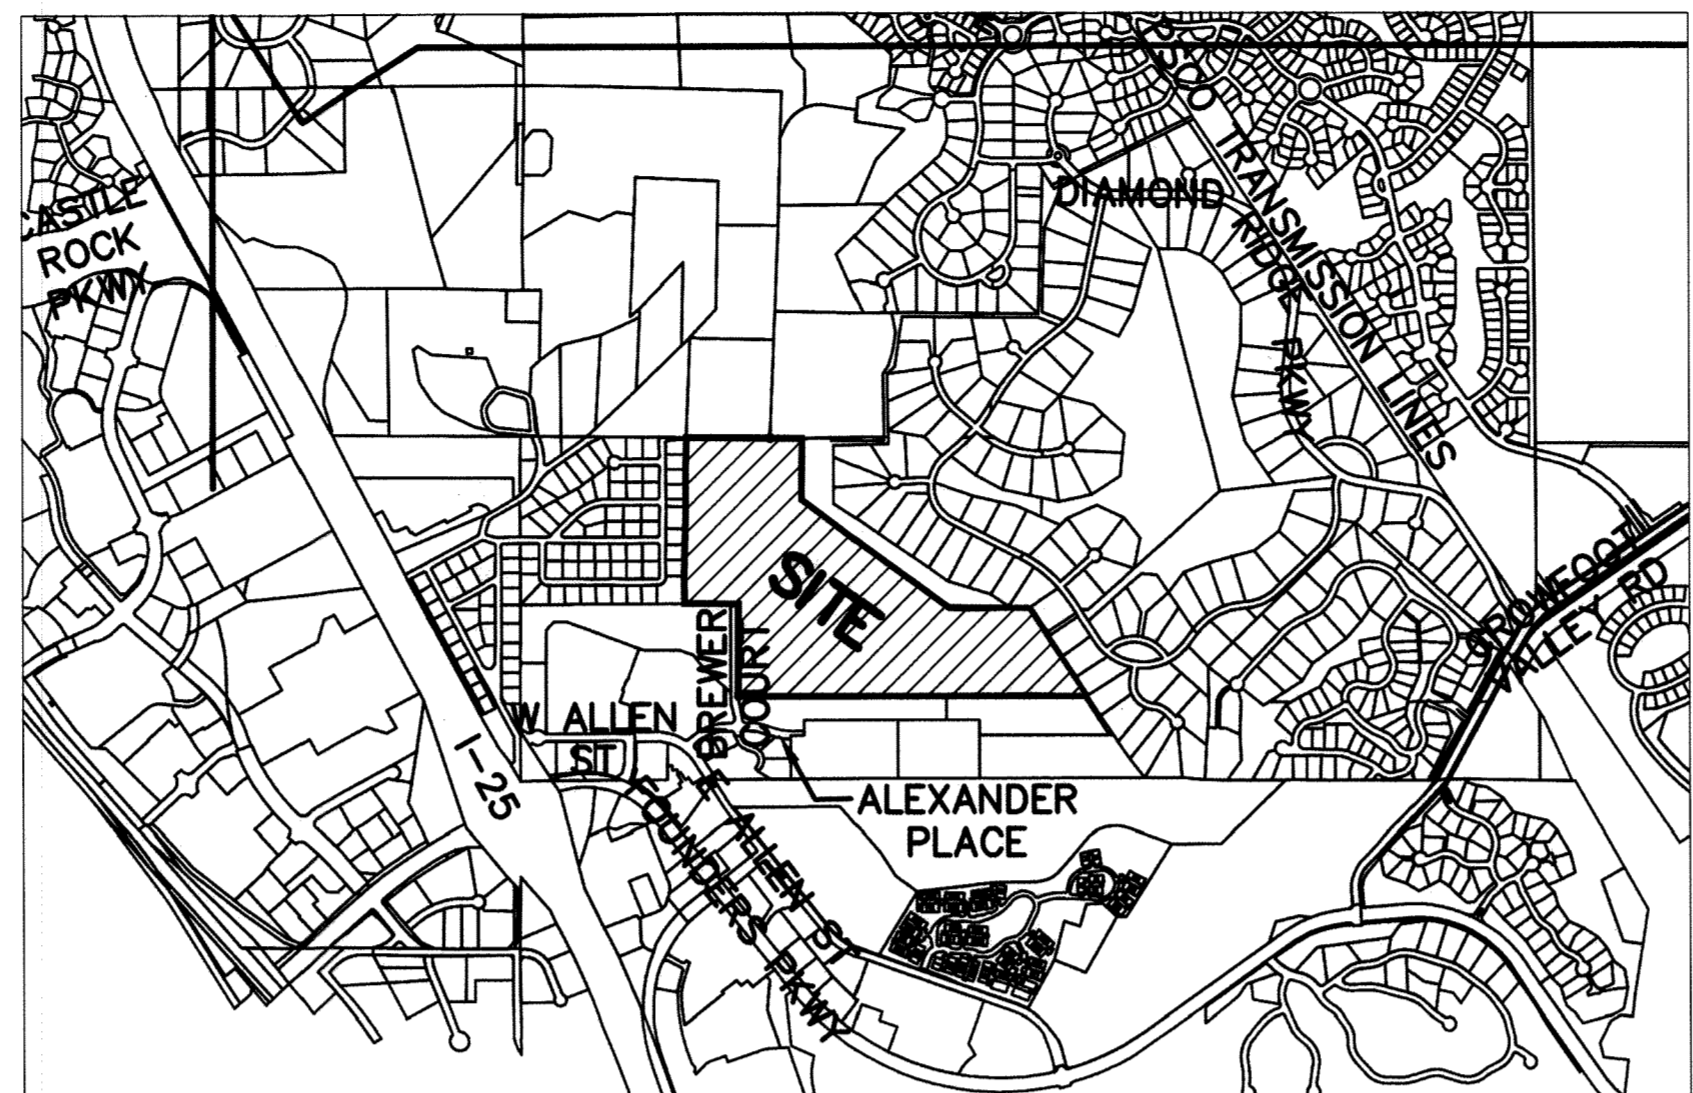 PSCO TRANSMISSION LINES
CASTLE
ROCK
PKWY
DIAMOND
RIDGE
PKWY
SITE
CROWFOOT
VALLEY RD
BREWER
COURT
W ALLEN
ST
I-25
E ALLEN ST
FOUNDERS PKWY
ALEXANDER
PLACE